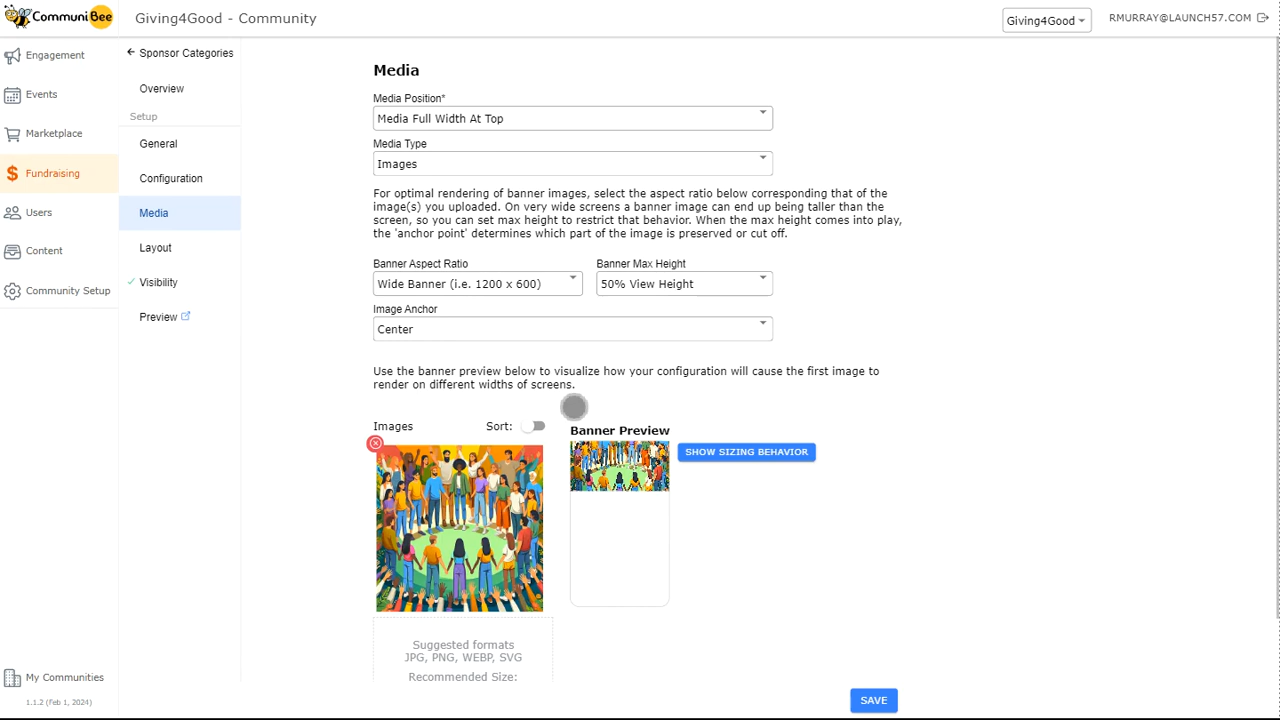 CommuniBee
Giving4Good - Community
Giving4Good
RMURRAY@LAUNCH57.COM
Engagement
Events
Marketplace
Fundraising
Users
Content
Community Setup
My Communities
1.1.2 (Feb 1, 2024)
Sponsor Categories
Overview
Setup
General
Configuration
Media
Layout
Visibility
Preview
Media
Media Position*
Media Full Width At Top
Media Type
Images
For optimal rendering of banner images, select the aspect ratio below corresponding that of the
image(s) you uploaded. On very wide screens a banner image can end up being taller than the
screen, so you can set max height to restrict that behavior. When the max height comes into play,
the 'anchor point' determines which part of the image is preserved or cut off.
Banner Aspect Ratio
Wide Banner (i.e. 1200 x 600)
Banner Max Height
50% View Height
Image Anchor
Center
Use the banner preview below to visualize how your configuration will cause the first image to
render on different widths of screens.
Images
Sort:
Banner Preview
SHOW SIZING BEHAVIOR
Suggested formats
JPG, PNG, WEBP, SVG
Recommended Size:
SAVE